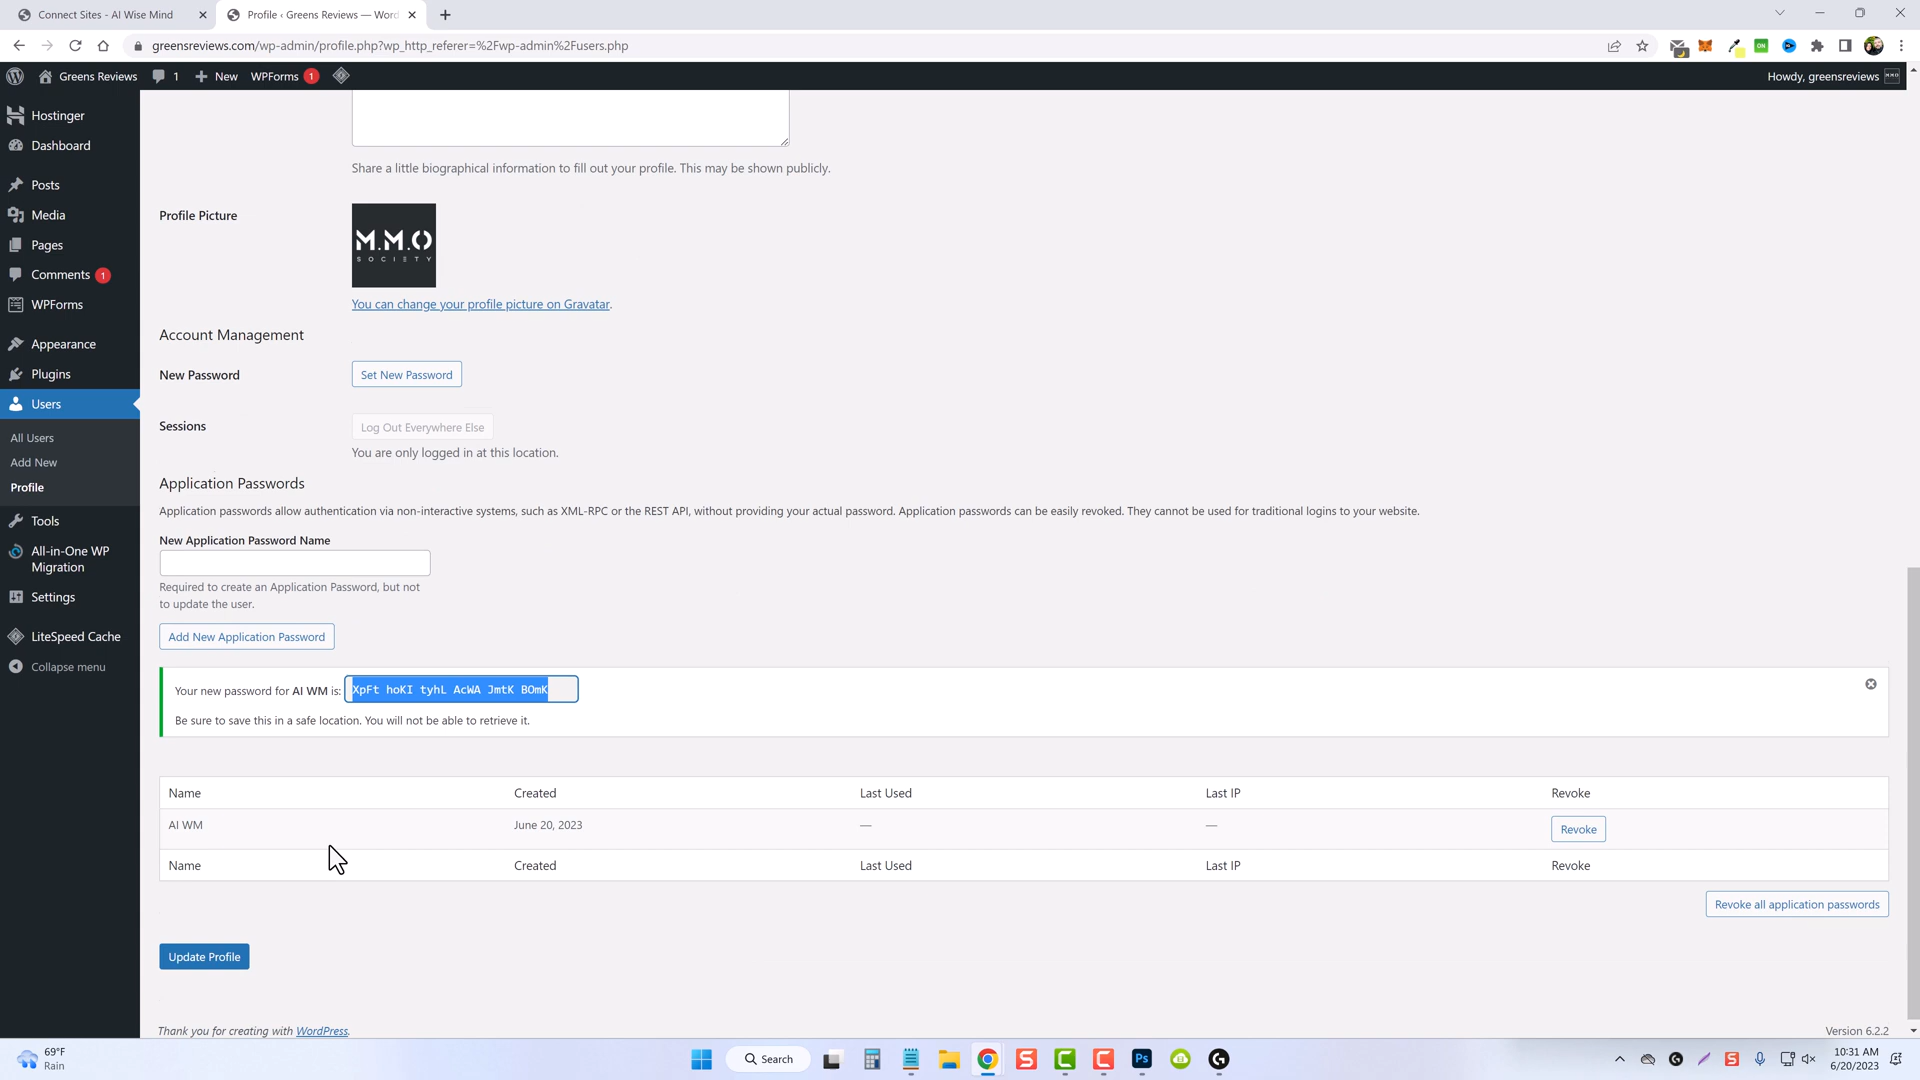 Connect Sites - AI Wise Mind
Profile ‹ Greens Reviews — Word
greensreviews.com/wp-admin/profile.php?wp_http_referer=%2Fwp-admin%2Fusers.php
Greens Reviews
1
New
WPForms 1
Howdy, greensreviews
Hostinger
Dashboard
Posts
Media
Pages
Comments 1
WPForms
Appearance
Plugins
Users
All Users
Add New
Profile
Tools
All-in-One WP
Migration
Settings
LiteSpeed Cache
Collapse menu
Share a little biographical information to fill out your profile. This may be shown publicly.
Profile Picture
M.M.O
SOCIETY
You can change your profile picture on Gravatar.
Account Management
New Password
Set New Password
Sessions
Log Out Everywhere Else
You are only logged in at this location.
Application Passwords
Application passwords allow authentication via non-interactive systems, such as XML-RPC or the REST API, without providing your actual password. Application passwords can be easily revoked. They cannot be used for traditional logins to your website.
New Application Password Name
Required to create an Application Password, but not
to update the user.
Add New Application Password
Your new password for AI WM is: XpFt hoKI tyhL AcWA JmtK BOmK
Be sure to save this in a safe location. You will not be able to retrieve it.
Name Created Last Used Last IP Revoke
AI WM June 20, 2023 — — Revoke
Name Created Last Used Last IP Revoke
Revoke all application passwords
Update Profile
Thank you for creating with WordPress.
Version 6.2.2
69°F
Rain
Search
10:31 AM
6/20/2023